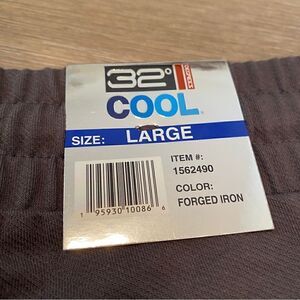 32° DEGREES
COOL
SIZE: LARGE
ITEM #:
1562490
COLOR:
FORGED IRON
1 95930 10086 6